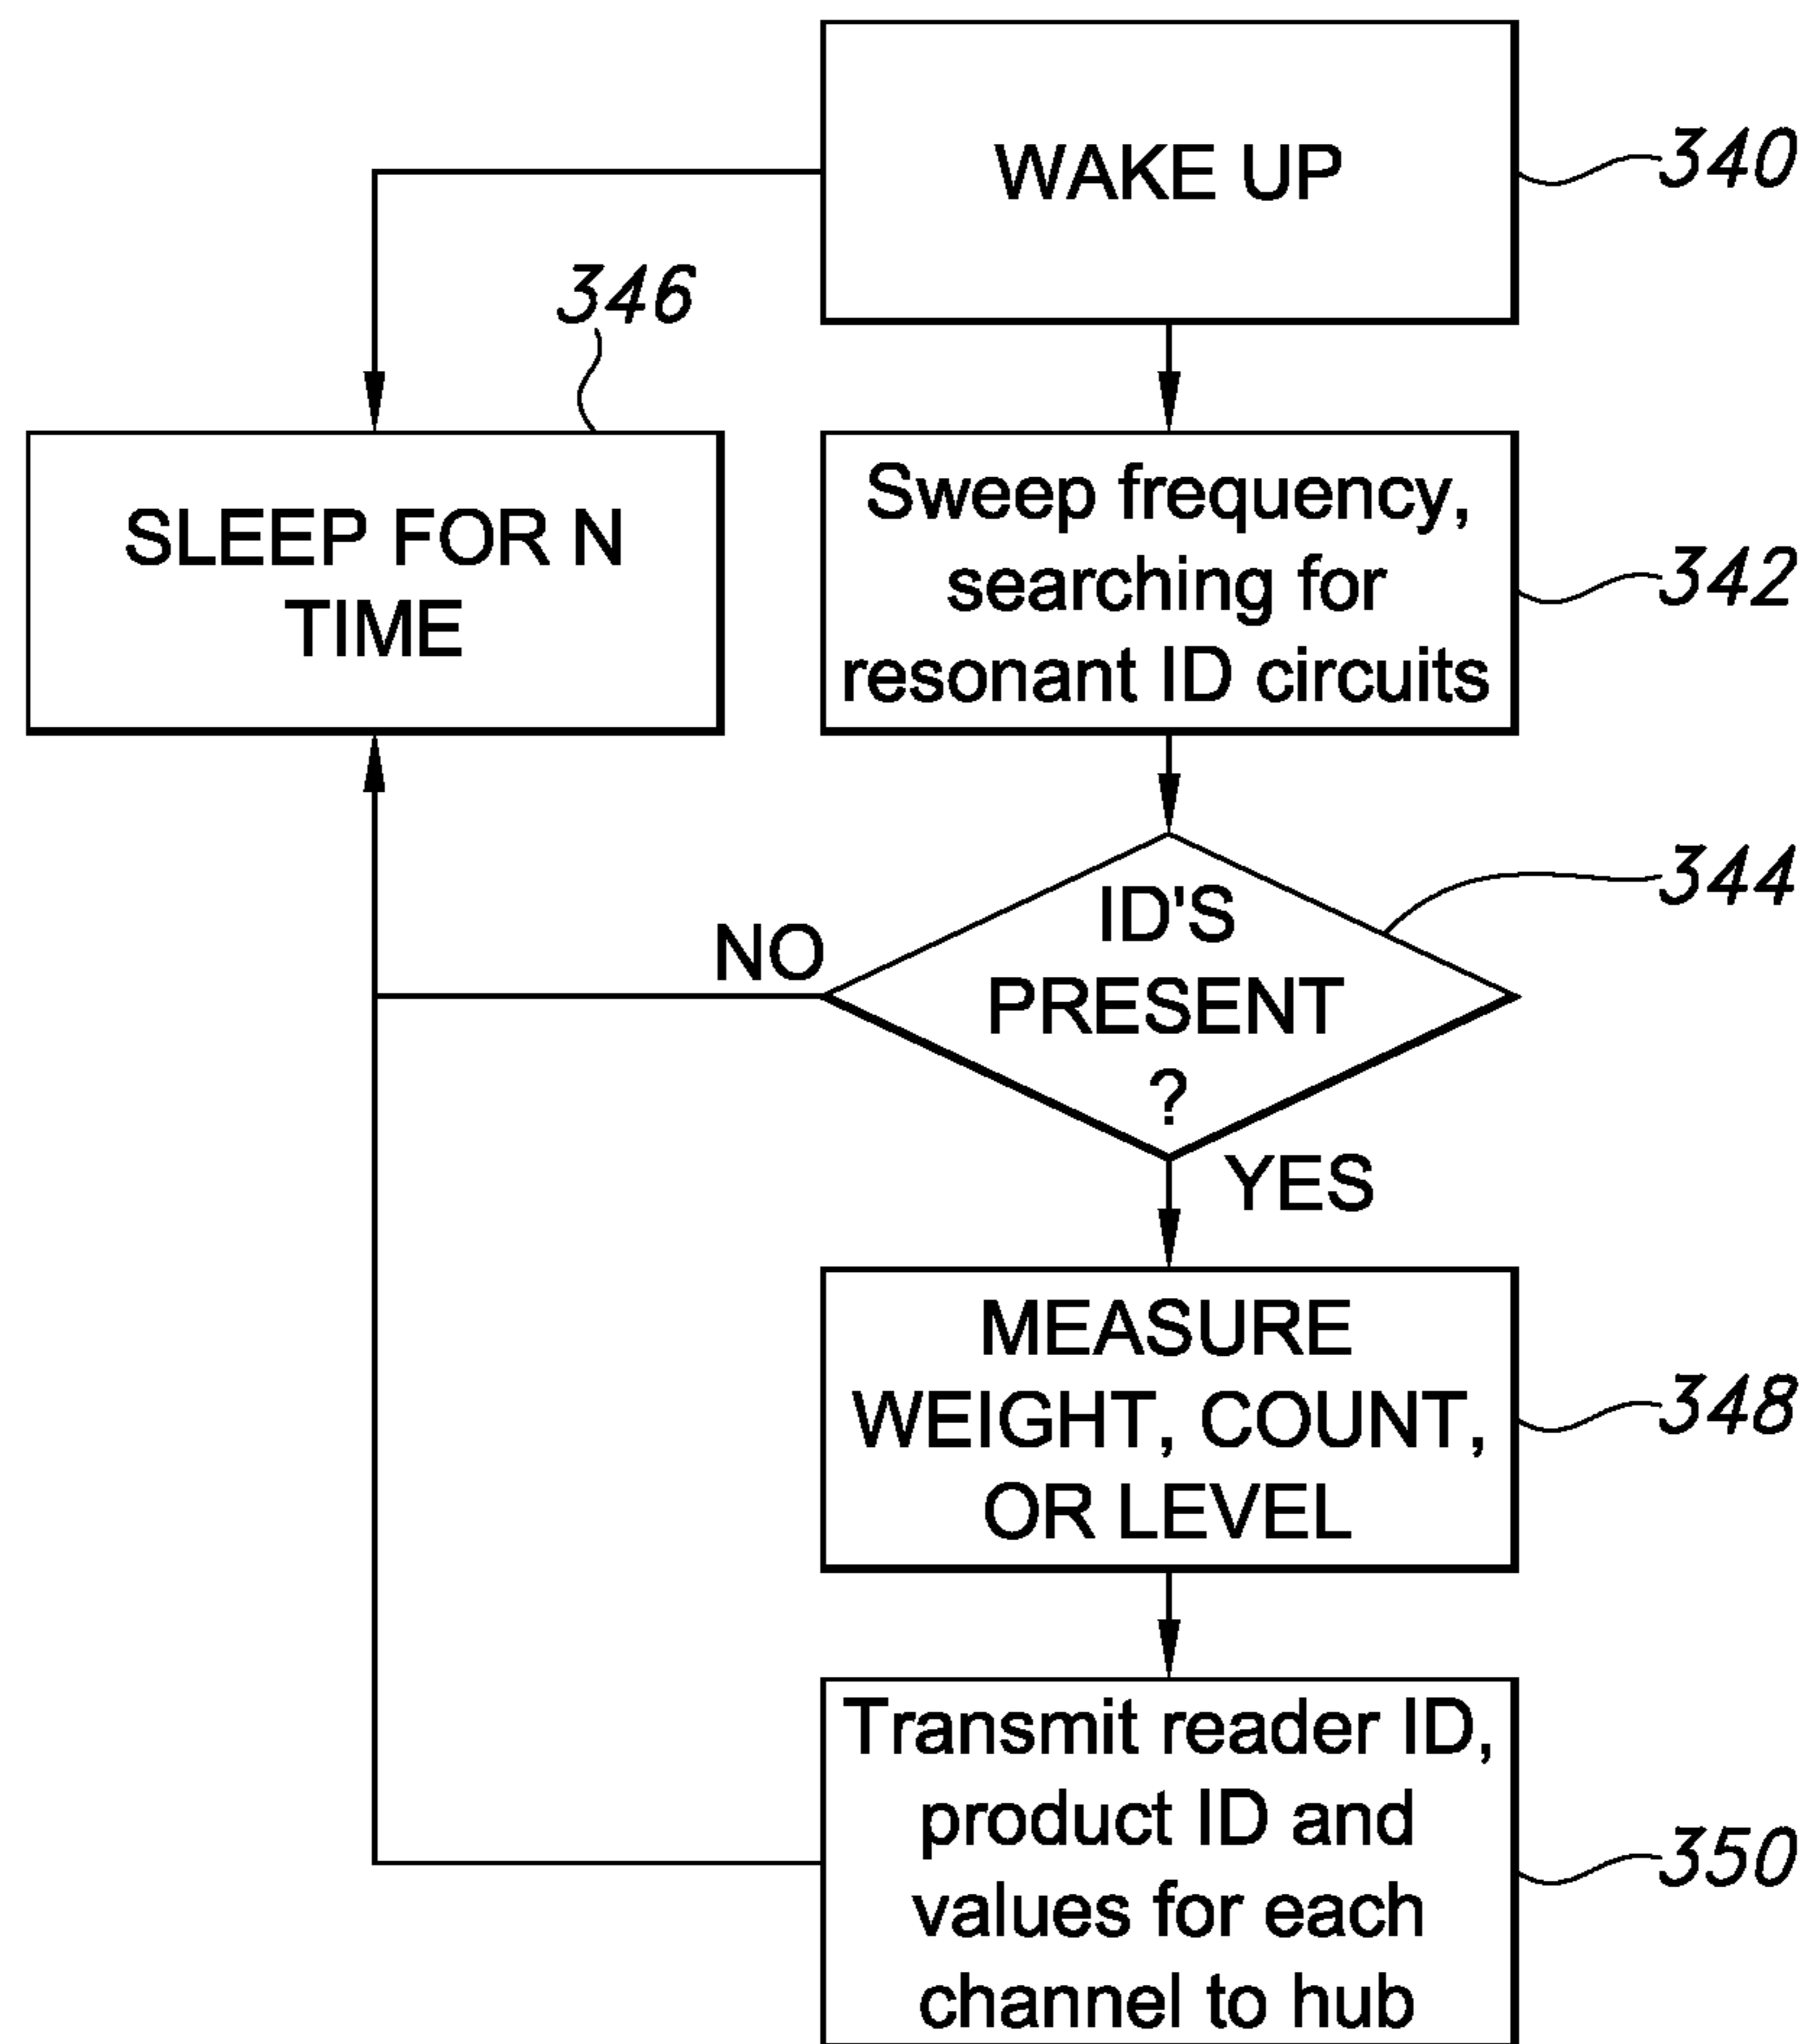 WAKE UP
340
346
SLEEP FOR N
TIME
Sweep frequency,
searching for
resonant ID circuits
342
344
ID'S
PRESENT
?
NO
YES
MEASURE
WEIGHT, COUNT,
OR LEVEL
348
Transmit reader ID,
product ID and
values for each
channel to hub
350